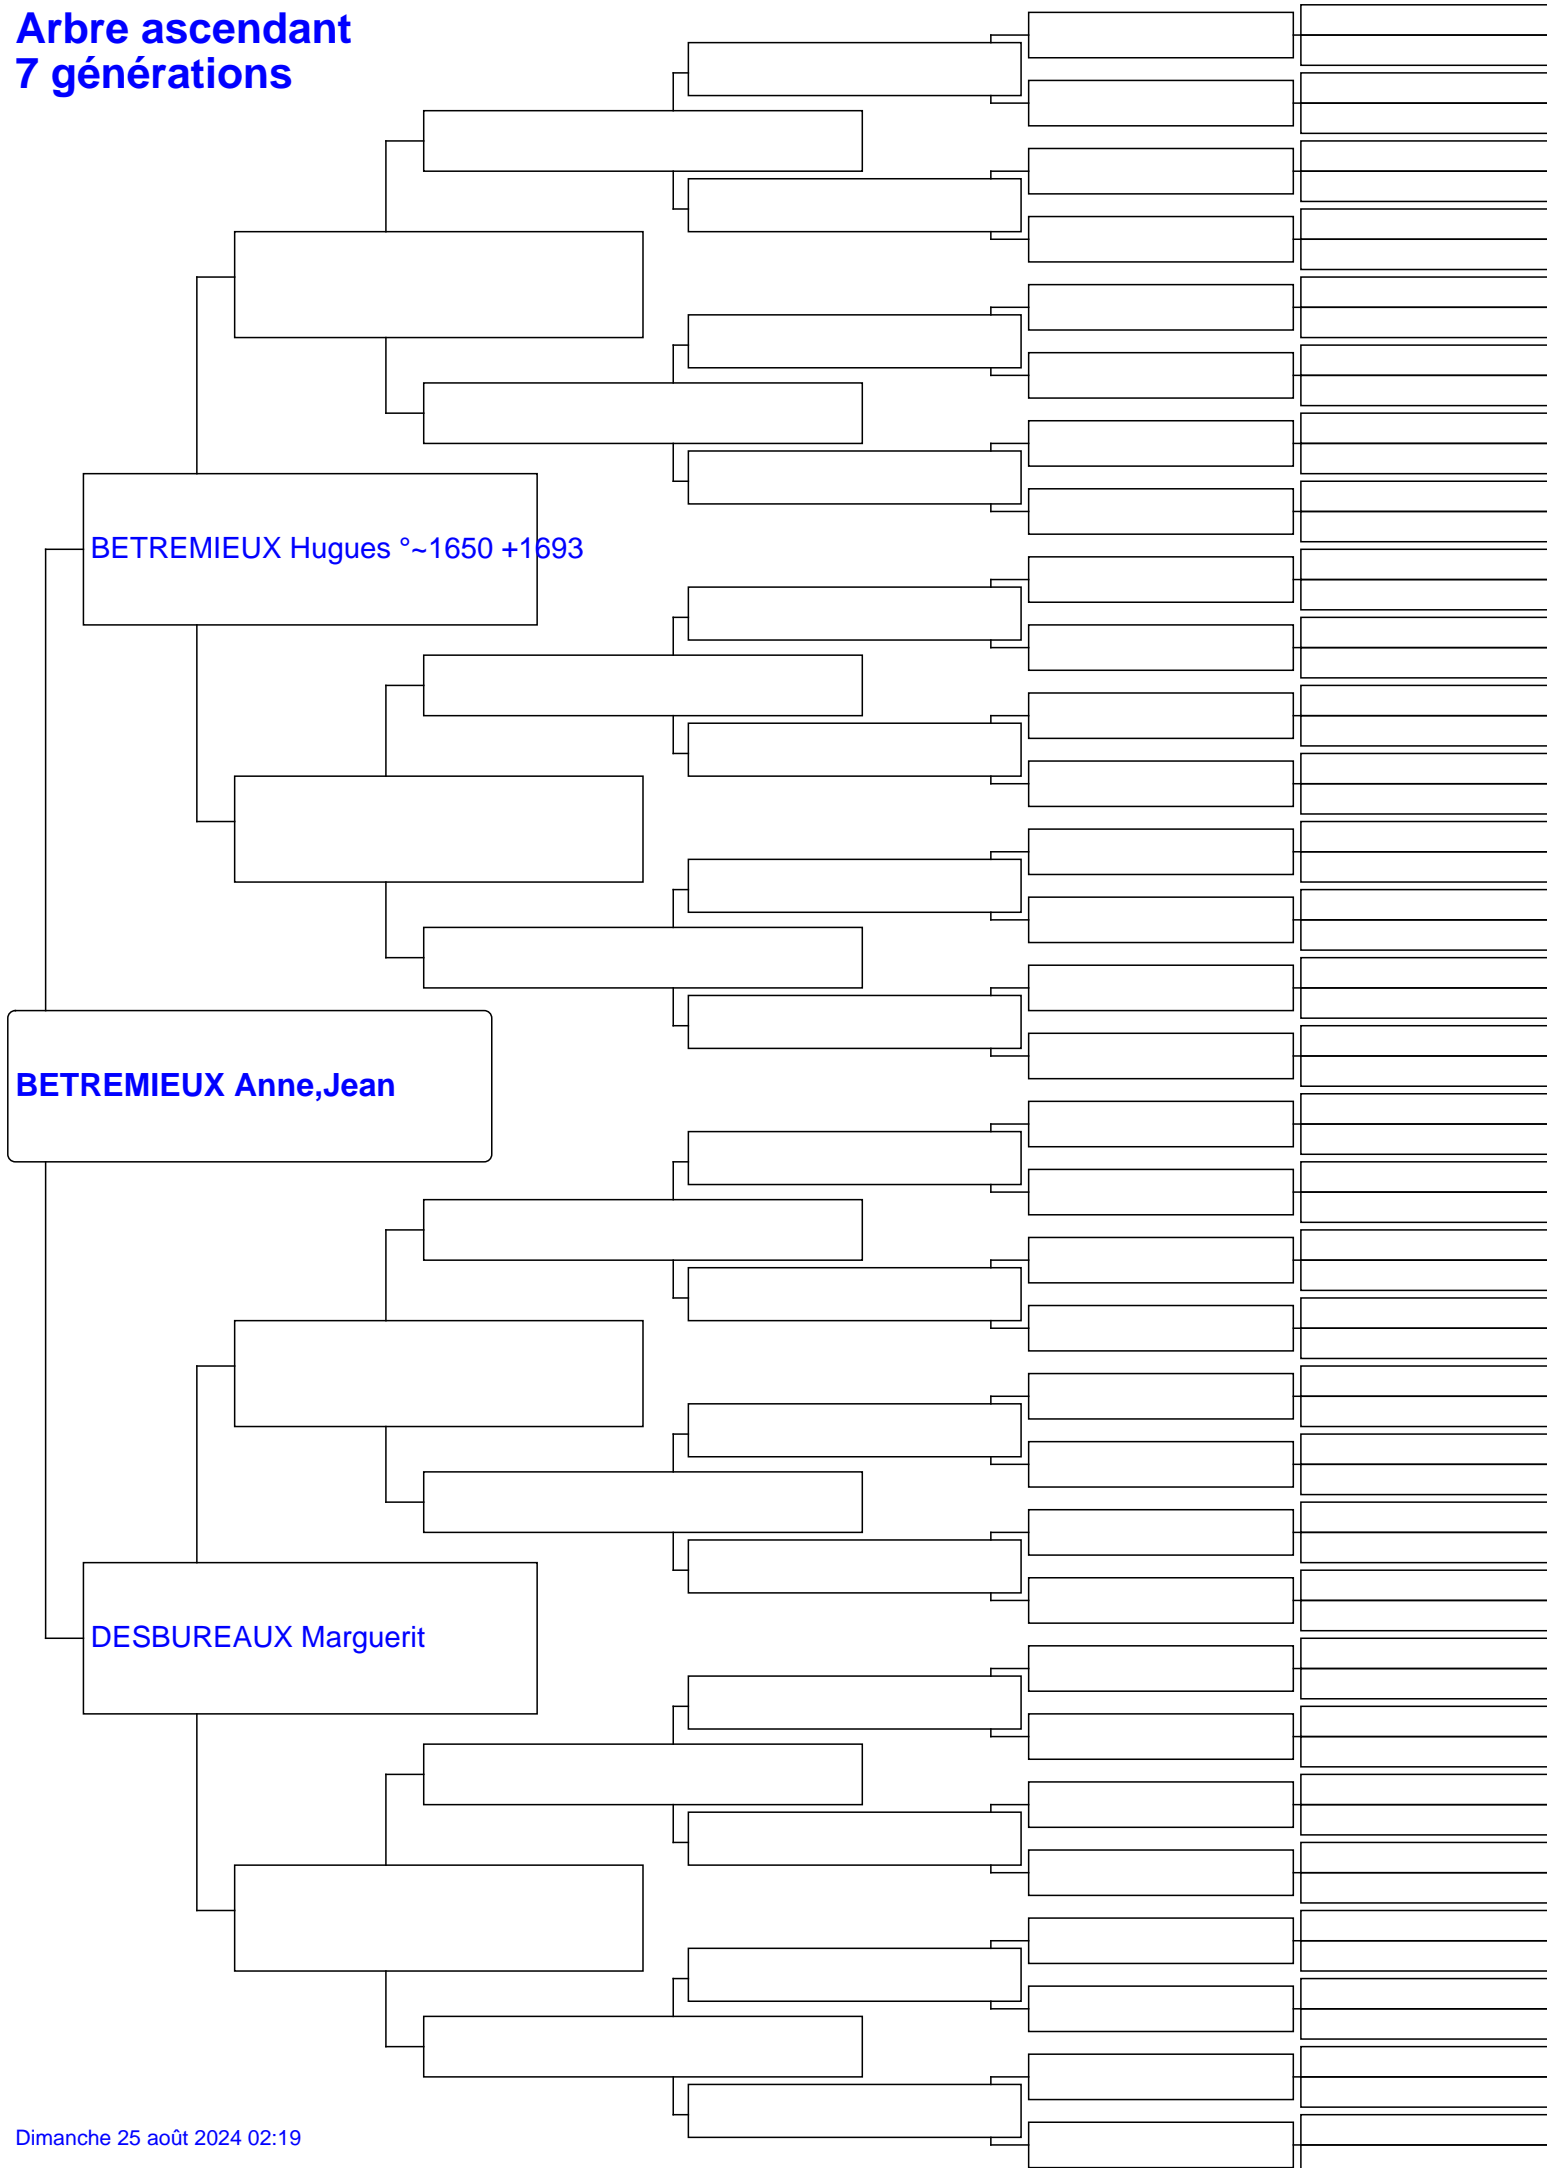 Arbre ascendant
7 générations
BETREMIEUX Hugues °~1650 +1693
BETREMIEUX Anne,Jean
DESBUREAUX Marguerit
Dimanche 25 août 2024 02:19